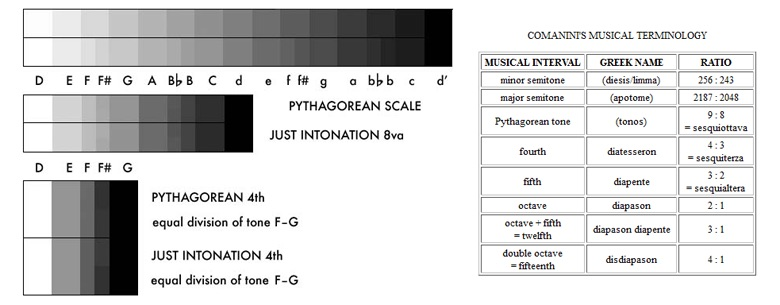 D E F F# G A B♭ B C d e f f# g a b♭ b c d'
PYTHAGOREAN SCALE
JUST INTONATION 8va
D E F F# G
PYTHAGOREAN 4th
equal division of tone F–G
JUST INTONATION 4th
equal division of tone F–G
COMANINI'S MUSICAL TERMINOLOGY
MUSICAL INTERVAL GREEK NAME RATIO
minor semitone (diesis/limma) 256 : 243
major semitone (apotome) 2187 : 2048
Pythagorean tone (tonos) 9 : 8
= sesquiottava
fourth diatesseron 4 : 3
= sesquiterza
fifth diapente 3 : 2
= sesquialtera
octave diapason 2 : 1
octave + fifth
= twelfth diapason diapente 3 : 1
double octave
= fifteenth disdiapason 4 : 1